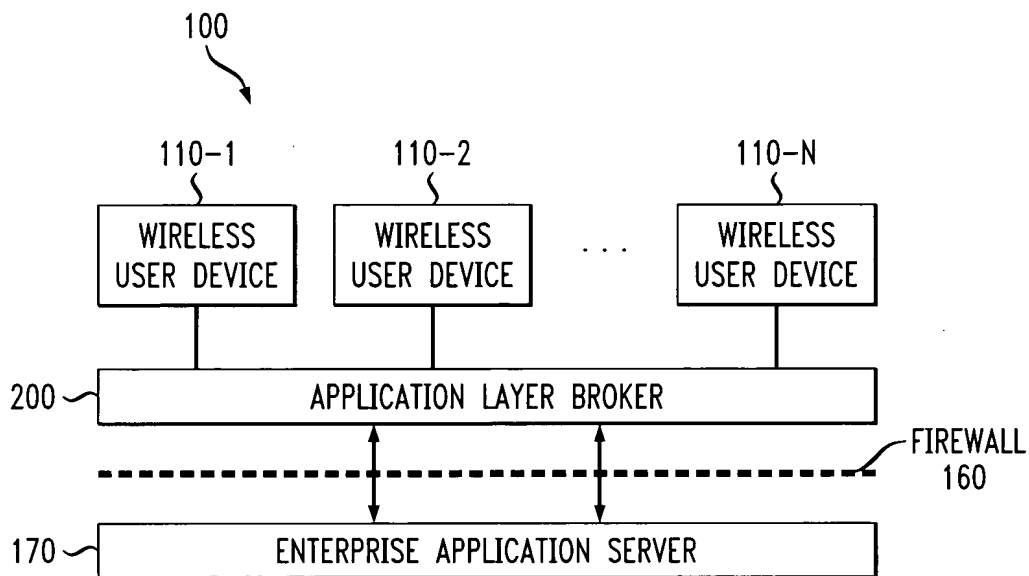 100
110-1
110-2
110-N
WIRELESS
USER DEVICE
WIRELESS
USER DEVICE
...
WIRELESS
USER DEVICE
200
APPLICATION LAYER BROKER
FIREWALL
160
170
ENTERPRISE APPLICATION SERVER